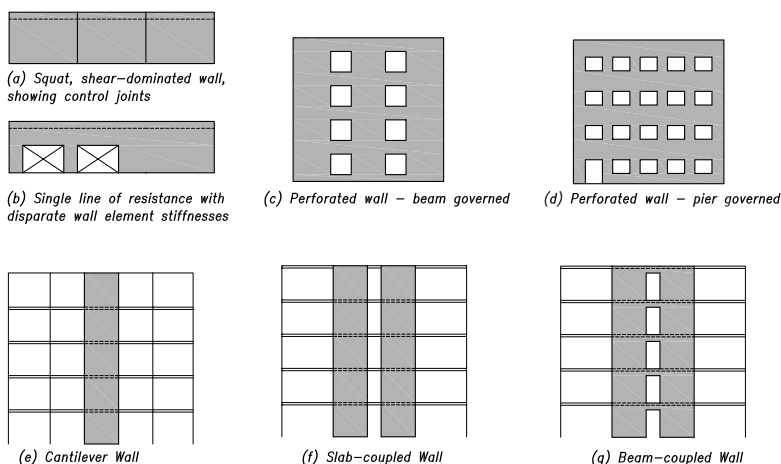 (a) Squat, shear-dominated wall,
showing control joints
(b) Single line of resistance with
disparate wall element stiffnesses
(c) Perforated wall - beam governed
(d) Perforated wall - pier governed
(e) Cantilever Wall
(f) Slab-coupled Wall
(g) Beam-coupled Wall